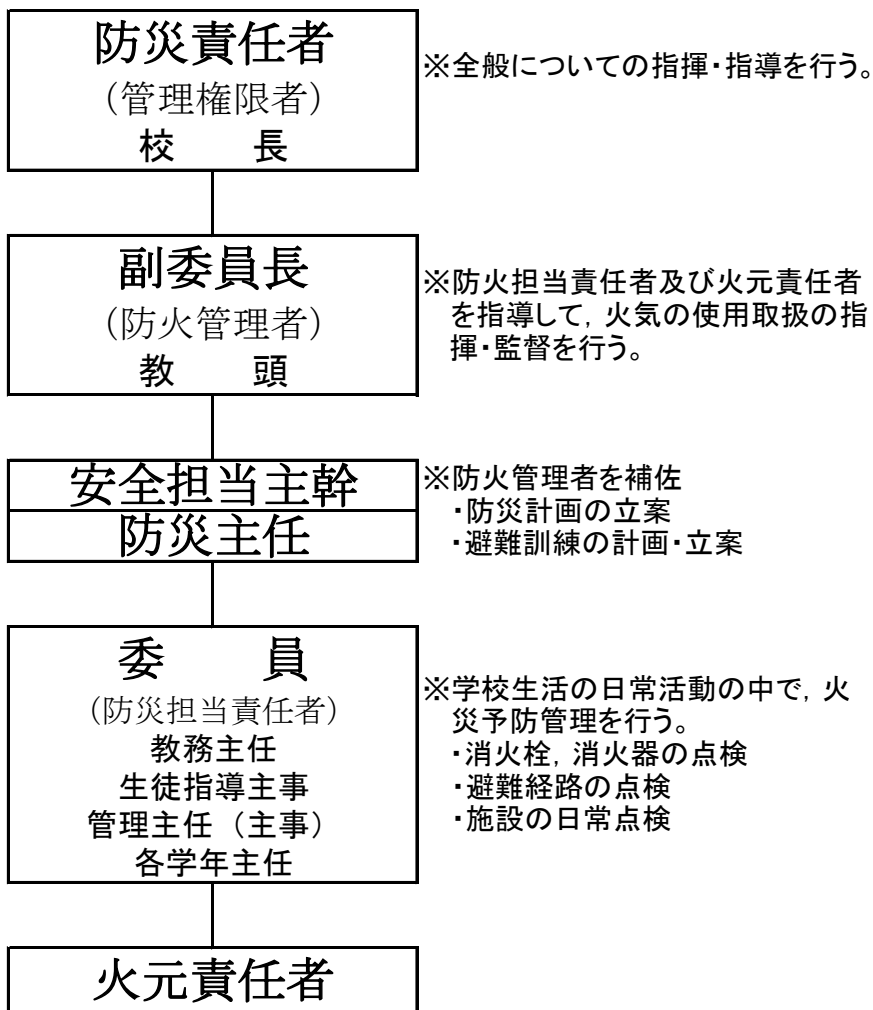 防災責任者
（管理権限者）
校　　長
※全般についての指揮・指導を行う。
副委員長
（防火管理者）
教　　頭
※防火担当責任者及び火元責任者
を指導して，火気の使用取扱の指
揮・監督を行う。
安全担当主幹
防災主任
※防火管理者を補佐
・防災計画の立案
・避難訓練の計画・立案
委　　員
（防災担当責任者）
教務主任
生徒指導主事
管理主任（主事）
各学年主任
※学校生活の日常活動の中で，火
災予防管理を行う。
・消火栓，消火器の点検
・避難経路の点検
・施設の日常点検
火元責任者